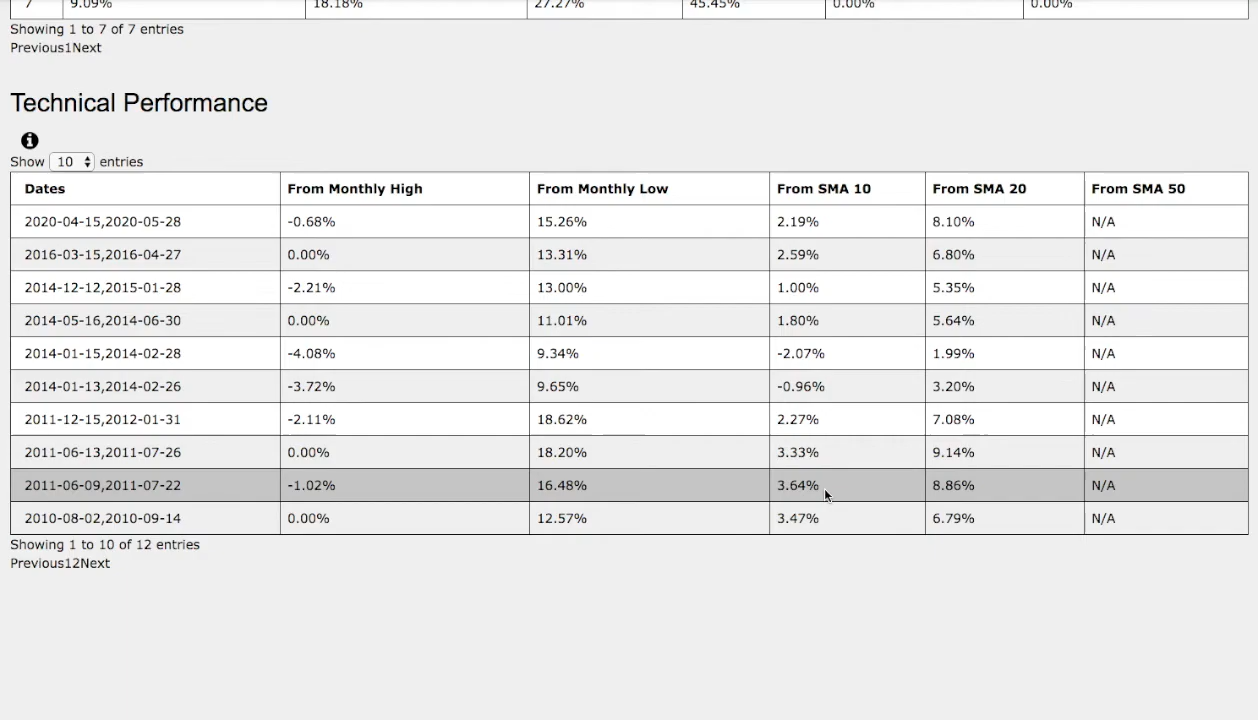 7 9.09% 18.18% 27.27% 45.45% 0.00% 0.00%
Showing 1 to 7 of 7 entries
Previous1Next
Technical Performance
Show 10 entries
Dates From Monthly High From Monthly Low From SMA 10 From SMA 20 From SMA 50
2020-04-15,2020-05-28 -0.68% 15.26% 2.19% 8.10% N/A
2016-03-15,2016-04-27 0.00% 13.31% 2.59% 6.80% N/A
2014-12-12,2015-01-28 -2.21% 13.00% 1.00% 5.35% N/A
2014-05-16,2014-06-30 0.00% 11.01% 1.80% 5.64% N/A
2014-01-15,2014-02-28 -4.08% 9.34% -2.07% 1.99% N/A
2014-01-13,2014-02-26 -3.72% 9.65% -0.96% 3.20% N/A
2011-12-15,2012-01-31 -2.11% 18.62% 2.27% 7.08% N/A
2011-06-13,2011-07-26 0.00% 18.20% 3.33% 9.14% N/A
2011-06-09,2011-07-22 -1.02% 16.48% 3.64% 8.86% N/A
2010-08-02,2010-09-14 0.00% 12.57% 3.47% 6.79% N/A
Showing 1 to 10 of 12 entries
Previous12Next